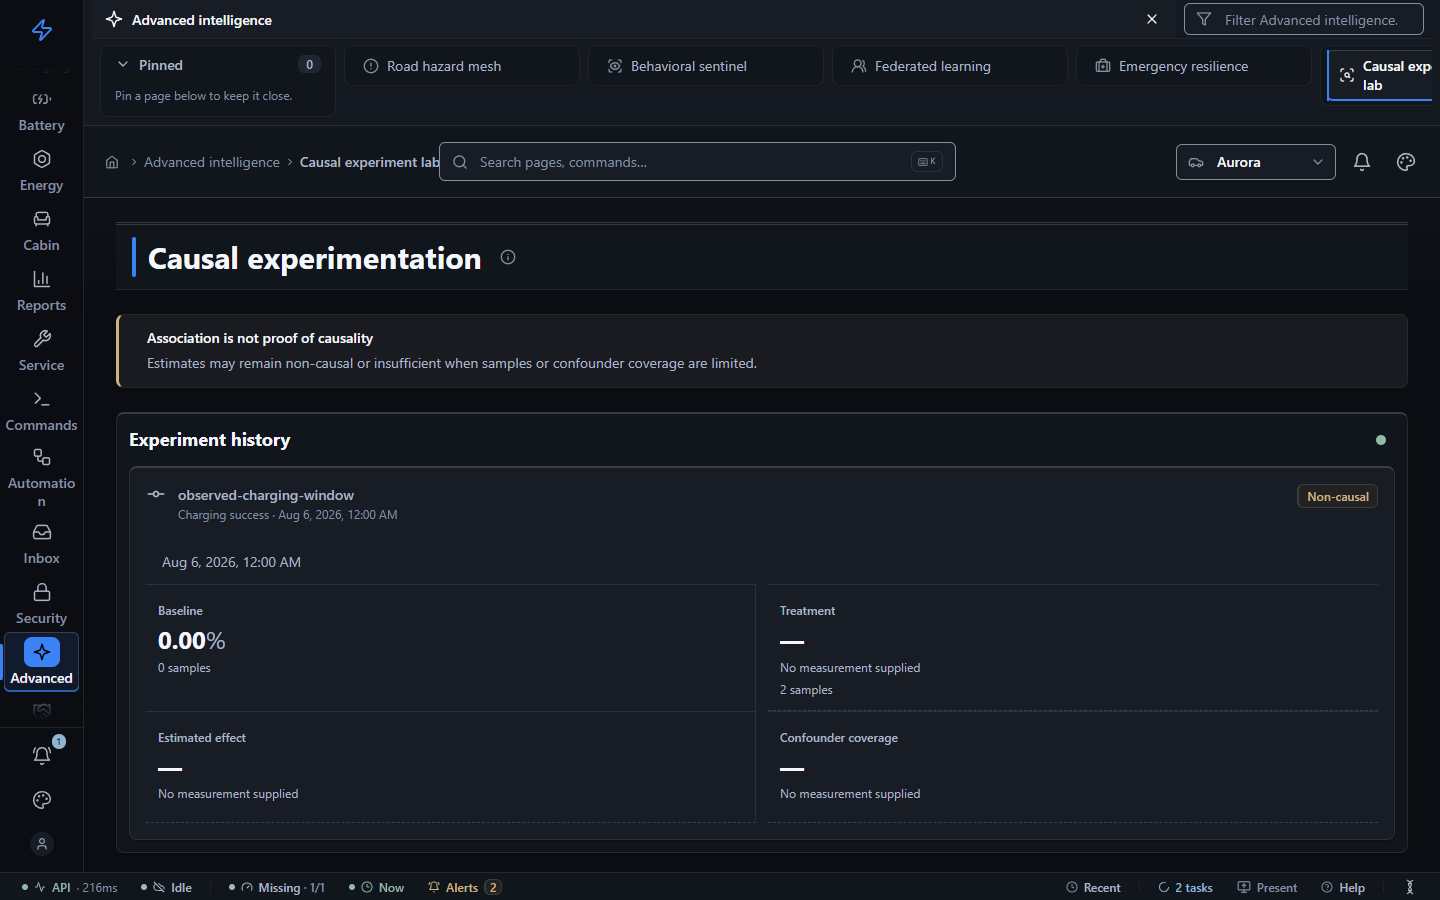 Advanced intelligence
Filter Advanced intelligence.
Pinned
0
Pin a page below to keep it close.
Road hazard mesh
Behavioral sentinel
Federated learning
Emergency resilience
Causal exp
lab
Battery
Energy
Cabin
Reports
Service
Commands
Automatio
n
Inbox
Security
Advanced
1
Advanced intelligence
Causal experiment lab
Search pages, commands...
K
Aurora
Causal experimentation
Association is not proof of causality
Estimates may remain non-causal or insufficient when samples or confounder coverage are limited.
Experiment history
observed-charging-window
Charging success · Aug 6, 2026, 12:00 AM
Non-causal
Aug 6, 2026, 12:00 AM
Baseline
0.00%
0 samples
Treatment
—
No measurement supplied
2 samples
Estimated effect
—
No measurement supplied
Confounder coverage
—
No measurement supplied
API · 216ms
Idle
Missing · 1/1
Now
Alerts 2
Recent
2 tasks
Present
Help